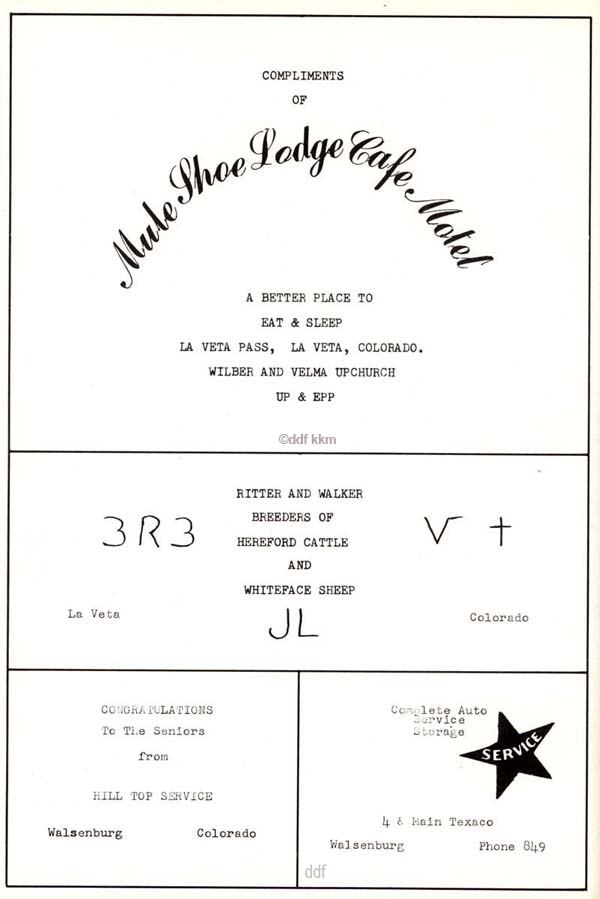 COMPLIMENTS
OF
Mule Shoe Lodge Cafe Motel
A BETTER PLACE TO
EAT & SLEEP
LA VETA PASS, LA VETA, COLORADO.
WILBER AND VELMA UPCHURCH
UP & EPP
©ddf kkm
RITTER AND WALKER
BREEDERS OF
3R3
V +
HEREFORD CATTLE
AND
WHITEFACE SHEEP
La Veta
JL
Colorado
CONGRATULATIONS
To The Seniors
from
HILL TOP SERVICE
Walsenburg Colorado
Complete Auto
Service
Storage
SERVICE
4 & Main Texaco
Walsenburg Phone 849
ddf